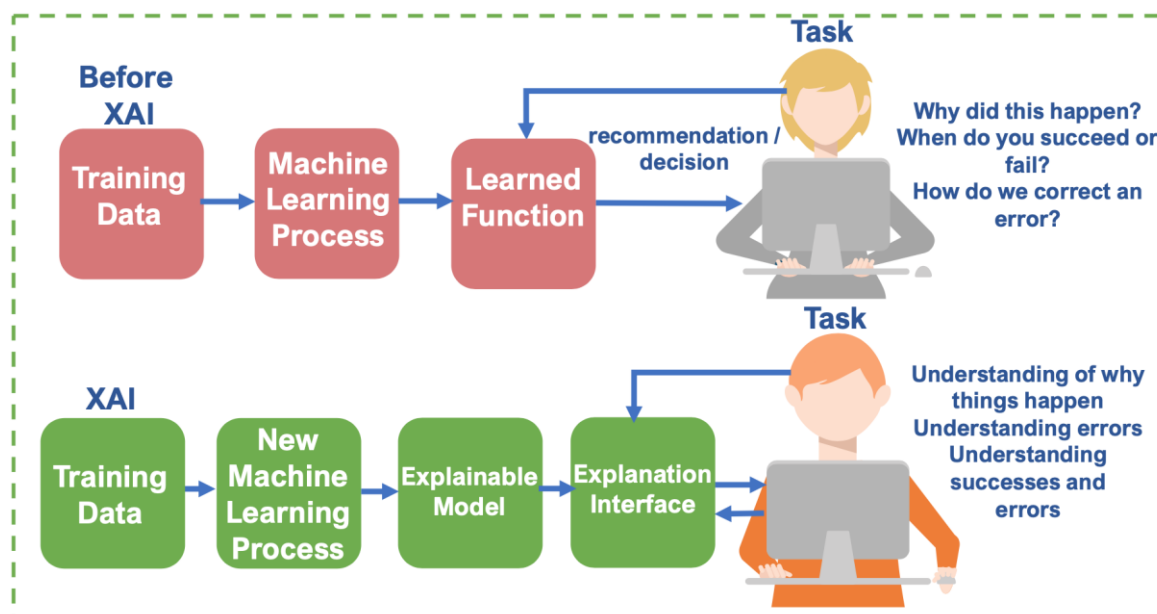 Before
XAI
Training
Data
Machine
Learning
Process
Learned
Function
recommendation /
decision
Task
Why did this happen?
When do you succeed or
fail?
How do we correct an
error?
XAI
Training
Data
New
Machine
Learning
Process
Explainable
Model
Explanation
Interface
Task
Understanding of why
things happen
Understanding errors
Understanding
successes and
errors